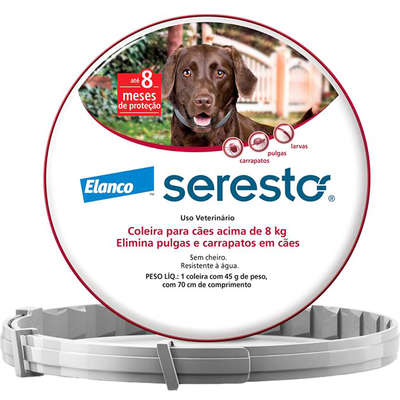 até 8
meses
de proteção
larvas
pulgas
carrapatos
Elanco
seresto®
Uso Veterinário
Coleira para cães acima de 8 kg
Elimina pulgas e carrapatos em cães
Sem cheiro.
Resistente à água.
PESO LÍQ.: 1 coleira com 45 g de peso,
com 70 cm de comprimento